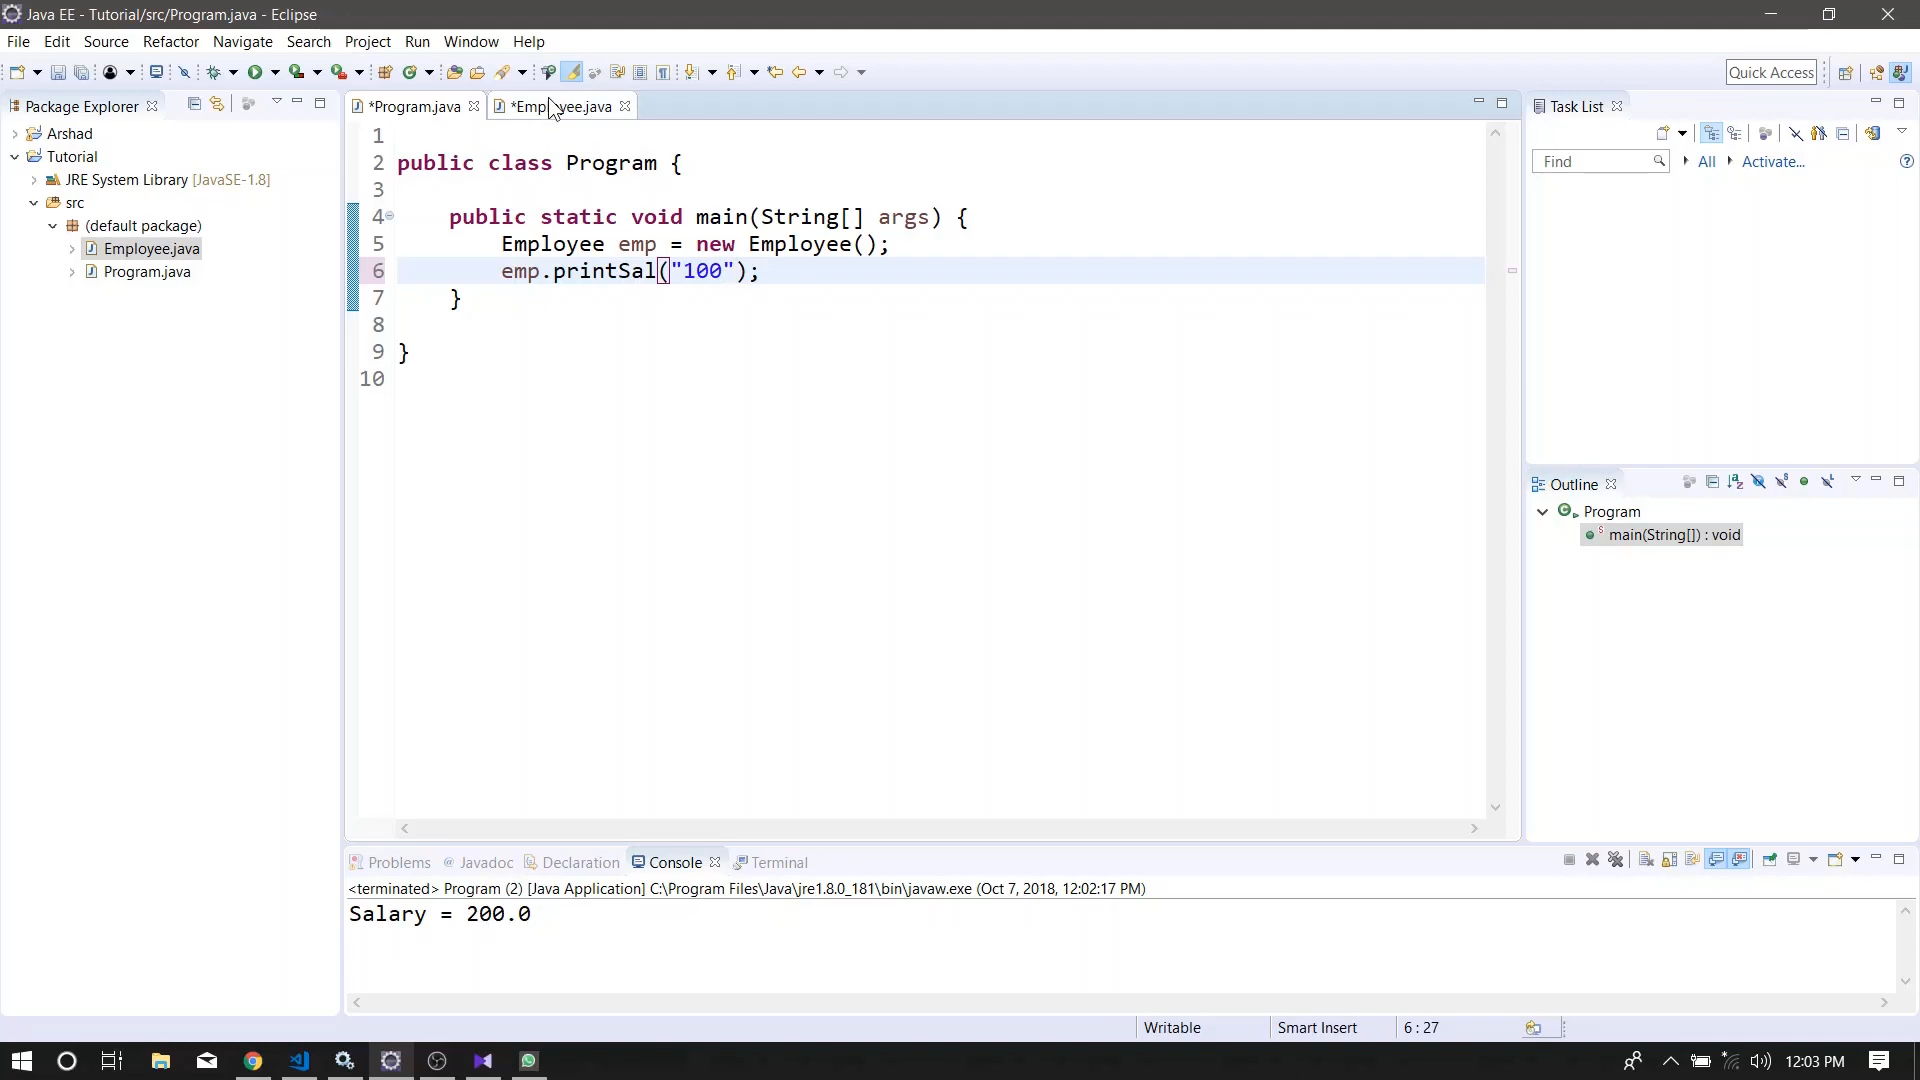 Java EE - Tutorial/src/Program.java - Eclipse
File Edit Source Refactor Navigate Search Project Run Window Help
Quick Access
Package Explorer
Arshad
Tutorial
JRE System Library [JavaSE-1.8]
src
(default package)
Employee.java
Program.java
*Program.java *Employee.java
1
2 public class Program {
3
4 public static void main(String[] args) {
5 Employee emp = new Employee();
6 emp.printSal("100");
7 }
8
9 }
10
Task List
Find All Activate...
Outline
Program
main(String[]) : void
Problems @ Javadoc Declaration Console Terminal
<terminated> Program (2) [Java Application] C:\Program Files\Java\jre1.8.0_181\bin\javaw.exe (Oct 7, 2018, 12:02:17 PM)
Salary = 200.0
Writable Smart Insert 6 : 27
12:03 PM